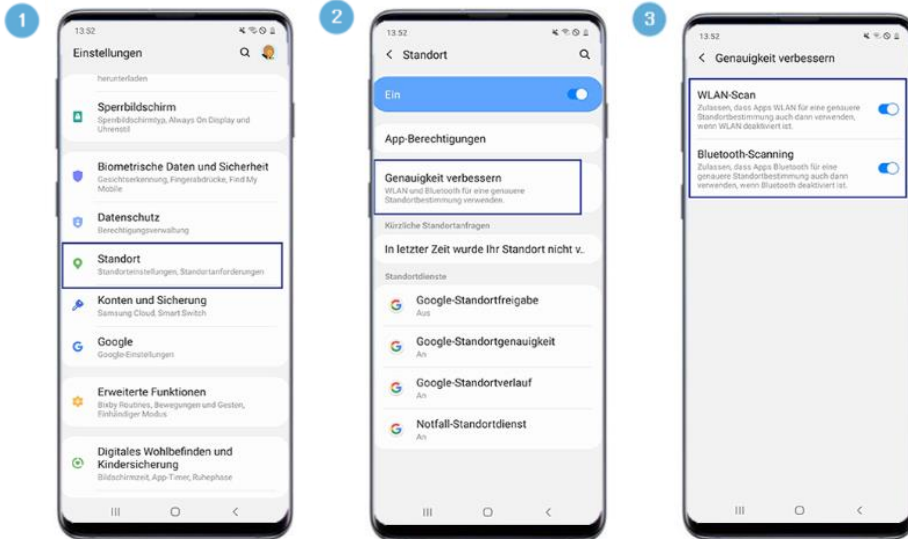 1
13.52
Einstellungen
herunterladen
Sperrbildschirm
Sperrbildschirmtyp, Always On Display und
Uhrenstil
Biometrische Daten und Sicherheit
Gesichtserkennung, Fingerabdrücke, Find My
Mobile
Datenschutz
Berechtigungsverwaltung
Standort
Standorteinstellungen, Standortanforderungen
Konten und Sicherung
Samsung Cloud, Smart Switch
Google
Google-Einstellungen
Erweiterte Funktionen
Bixby Routines, Bewegungen und Gesten,
Einhändiger Modus
Digitales Wohlbefinden und
Kindersicherung
Bildschirmzeit, App-Timer, Ruhephase
2
13.52
Standort
Ein
App-Berechtigungen
Genauigkeit verbessern
WLAN und Bluetooth für eine genauere
Standortbestimmung verwenden.
Kürzliche Standortanfragen
In letzter Zeit wurde Ihr Standort nicht v..
Standortdienste
Google-Standortfreigabe
Aus
Google-Standortgenauigkeit
An
Google-Standortverlauf
An
Notfall-Standortdienst
An
3
13.52
Genauigkeit verbessern
WLAN-Scan
Zulassen, dass Apps WLAN für eine genauere
Standortbestimmung auch dann verwenden,
wenn WLAN deaktiviert ist.
Bluetooth-Scanning
Zulassen, dass Apps Bluetooth für eine
genauere Standortbestimmung auch dann
verwenden, wenn Bluetooth deaktiviert ist.